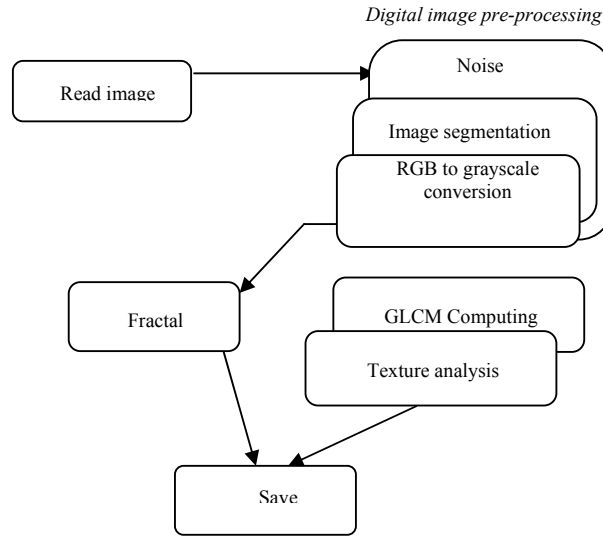 Digital image pre-processing
Noise
Read image
Image segmentation
RGB to grayscale
conversion
Fractal
GLCM Computing
Texture analysis
Save